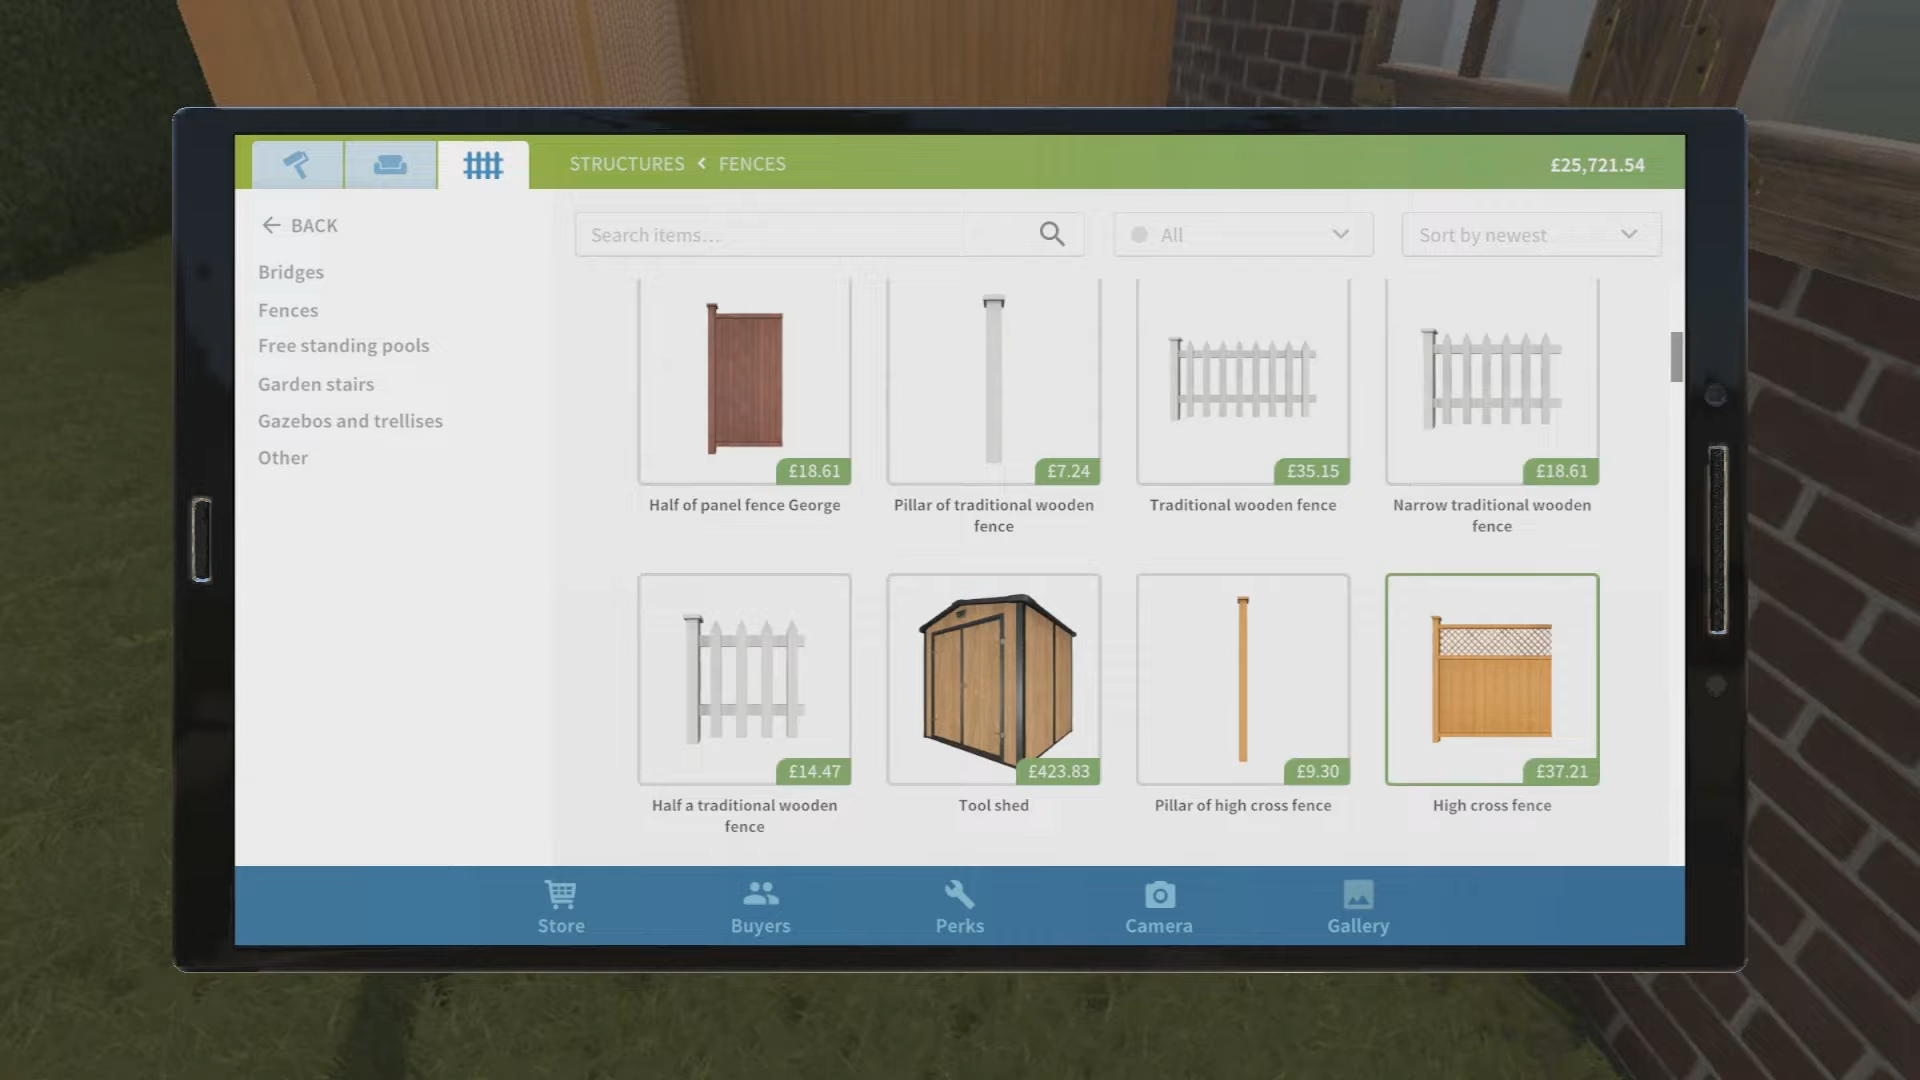 STRUCTURES < FENCES
£25,721.54
BACK
Search items...
All
Sort by newest
Bridges
Fences
Free standing pools
Garden stairs
Gazebos and trellises
Other
£18.61
£7.24
£35.15
£18.61
Half of panel fence George
Pillar of traditional wooden
fence
Traditional wooden fence
Narrow traditional wooden
fence
£14.47
£423.83
£9.30
£37.21
Half a traditional wooden
fence
Tool shed
Pillar of high cross fence
High cross fence
Store
Buyers
Perks
Camera
Gallery